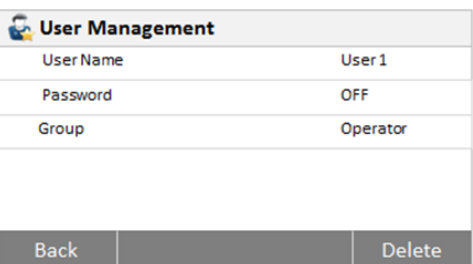 User Management
User Name User 1
Password OFF
Group Operator
Back Delete